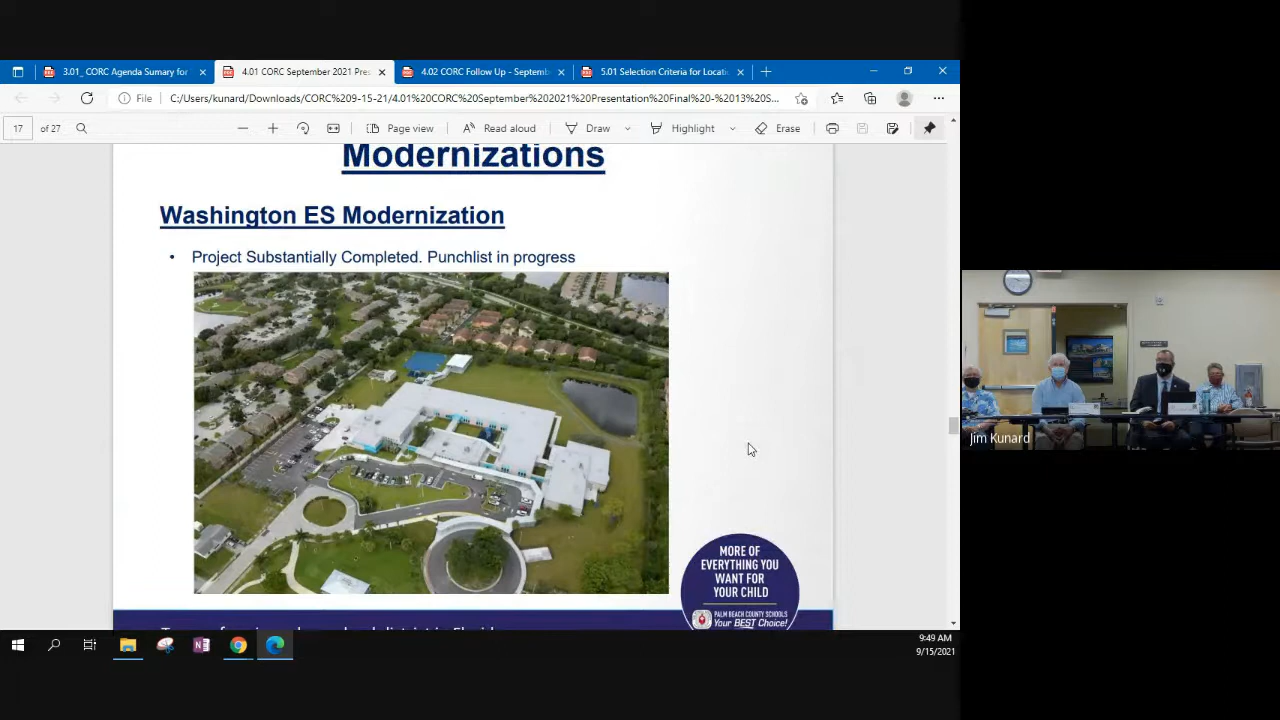 3.01_ CORC Agenda Sumary for
4.01 CORC September 2021 Pres
4.02 CORC Follow Up - Septemb
5.01 Selection Criteria for Locati
File
C:/Users/kunard/Downloads/CORC%209-15-21/4.01%20CORC%20September%202021%20Presentation%20Final%20-%2013%20S...
17 of 27
Page view
Read aloud
Draw
Highlight
Erase
Modernizations
Washington ES Modernization
• Project Substantially Completed. Punchlist in progress
MORE OF
EVERYTHING YOU
WANT FOR
YOUR CHILD
PALM BEACH COUNTY SCHOOLS
Your BEST Choice!
Jim Kunard
9:49 AM
9/15/2021